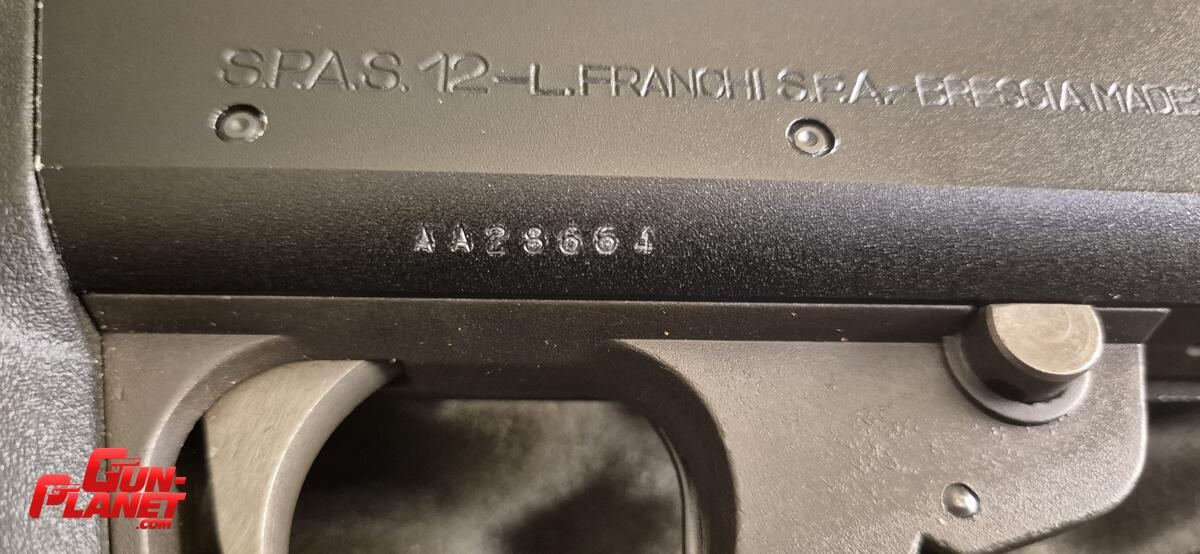 S.P.A.S. 12-L.FRANCHI S.P.A.-BRESCIA MADE
AA28664
GUN-
PLANET
.COM